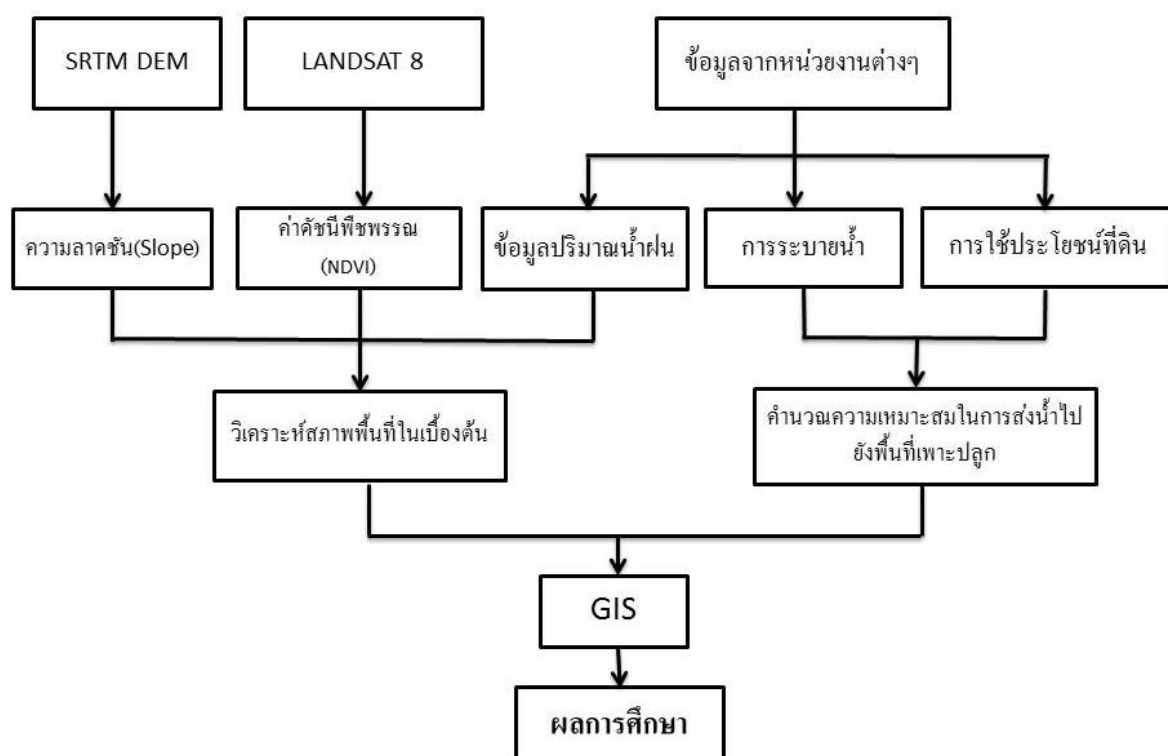 SRTM DEM
LANDSAT 8
ข้อมูลจากหน่วยงานต่างๆ
ความลาดชัน(Slope)
ค่าดัชนีพืชพรรณ
(NDVI)
ข้อมูลปริมาณน้ำฝน
การระบายน้ำ
การใช้ประโยชน์ที่ดิน
วิเคราะห์สภาพพื้นที่ในเบื้องต้น
คำนวณความเหมาะสมในการส่งน้ำไป
ยังพื้นที่เพาะปลูก
GIS
ผลการศึกษา